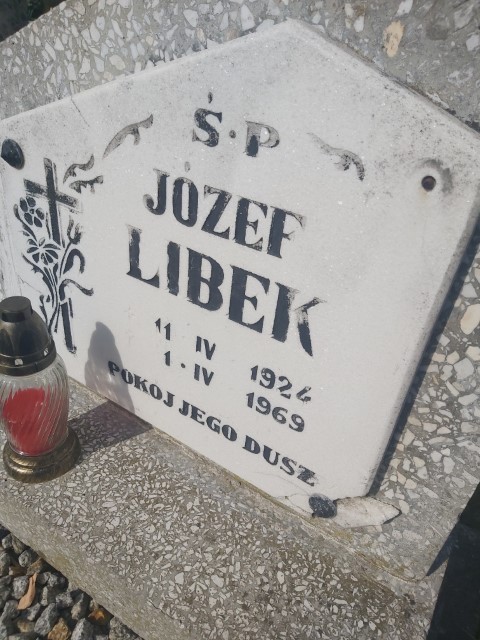 Ś·P
JÓZEF
LIBEK
11 IV 1924
1·IV 1969
POKÓJ JEGO DUSZ